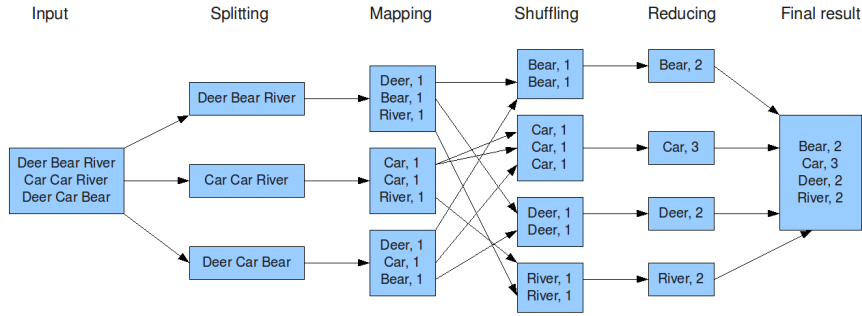 Input
Splitting
Mapping
Shuffling
Reducing
Final result
Deer Bear River
Car Car River
Deer Car Bear
Deer Bear River
Car Car River
Deer Car Bear
Deer, 1
Bear, 1
River, 1
Car, 1
Car, 1
River, 1
Deer, 1
Car, 1
Bear, 1
Bear, 1
Bear, 1
Car, 1
Car, 1
Car, 1
Deer, 1
Deer, 1
River, 1
River, 1
Bear, 2
Car, 3
Deer, 2
River, 2
Bear, 2
Car, 3
Deer, 2
River, 2